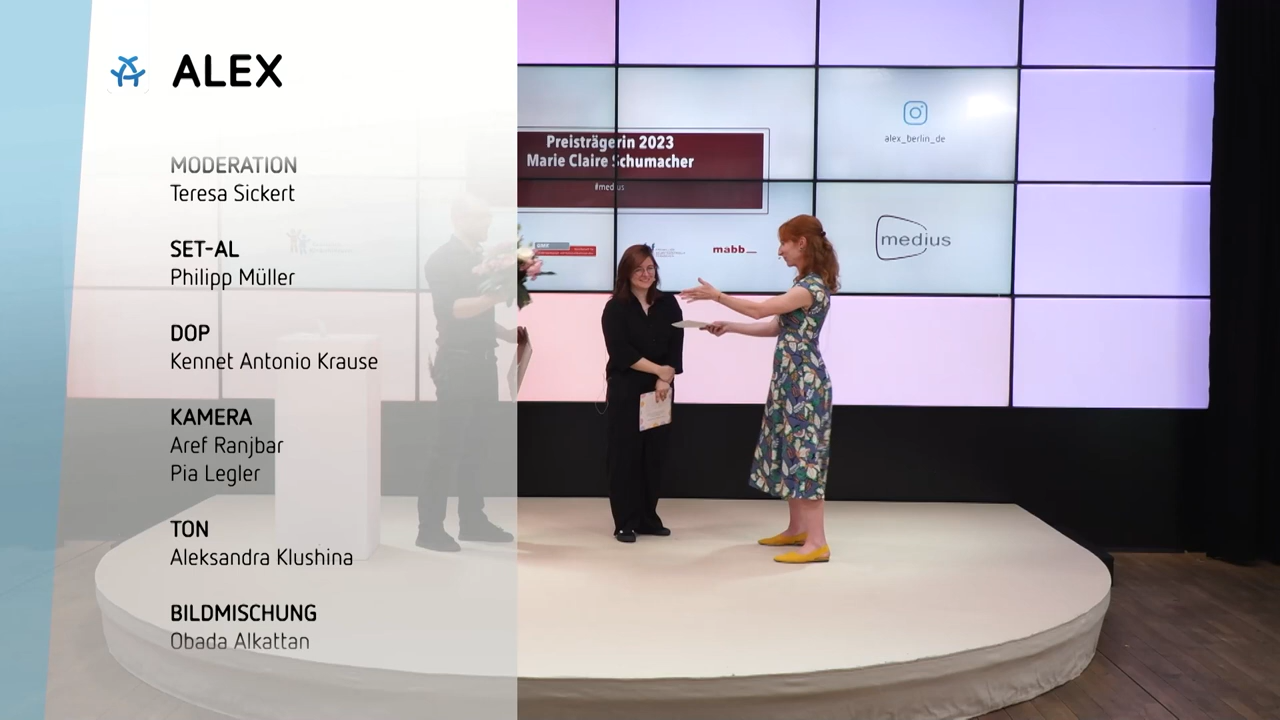 ALEX
MODERATION
Teresa Sickert
SET-AL
Philipp Müller
DOP
Kennet Antonio Krause
KAMERA
Aref Ranjbar
Pia Legler
TON
Aleksandra Klushina
BILDMISCHUNG
Obada Alkattan
Preisträgerin 2023
Marie Claire Schumacher
#medius
mabb
alex_berlin_de
medius